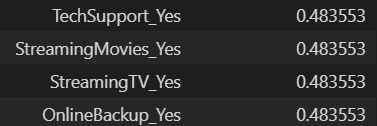 TechSupport_Yes 0.483553
StreamingMovies_Yes 0.483553
StreamingTV_Yes 0.483553
OnlineBackup_Yes 0.483553